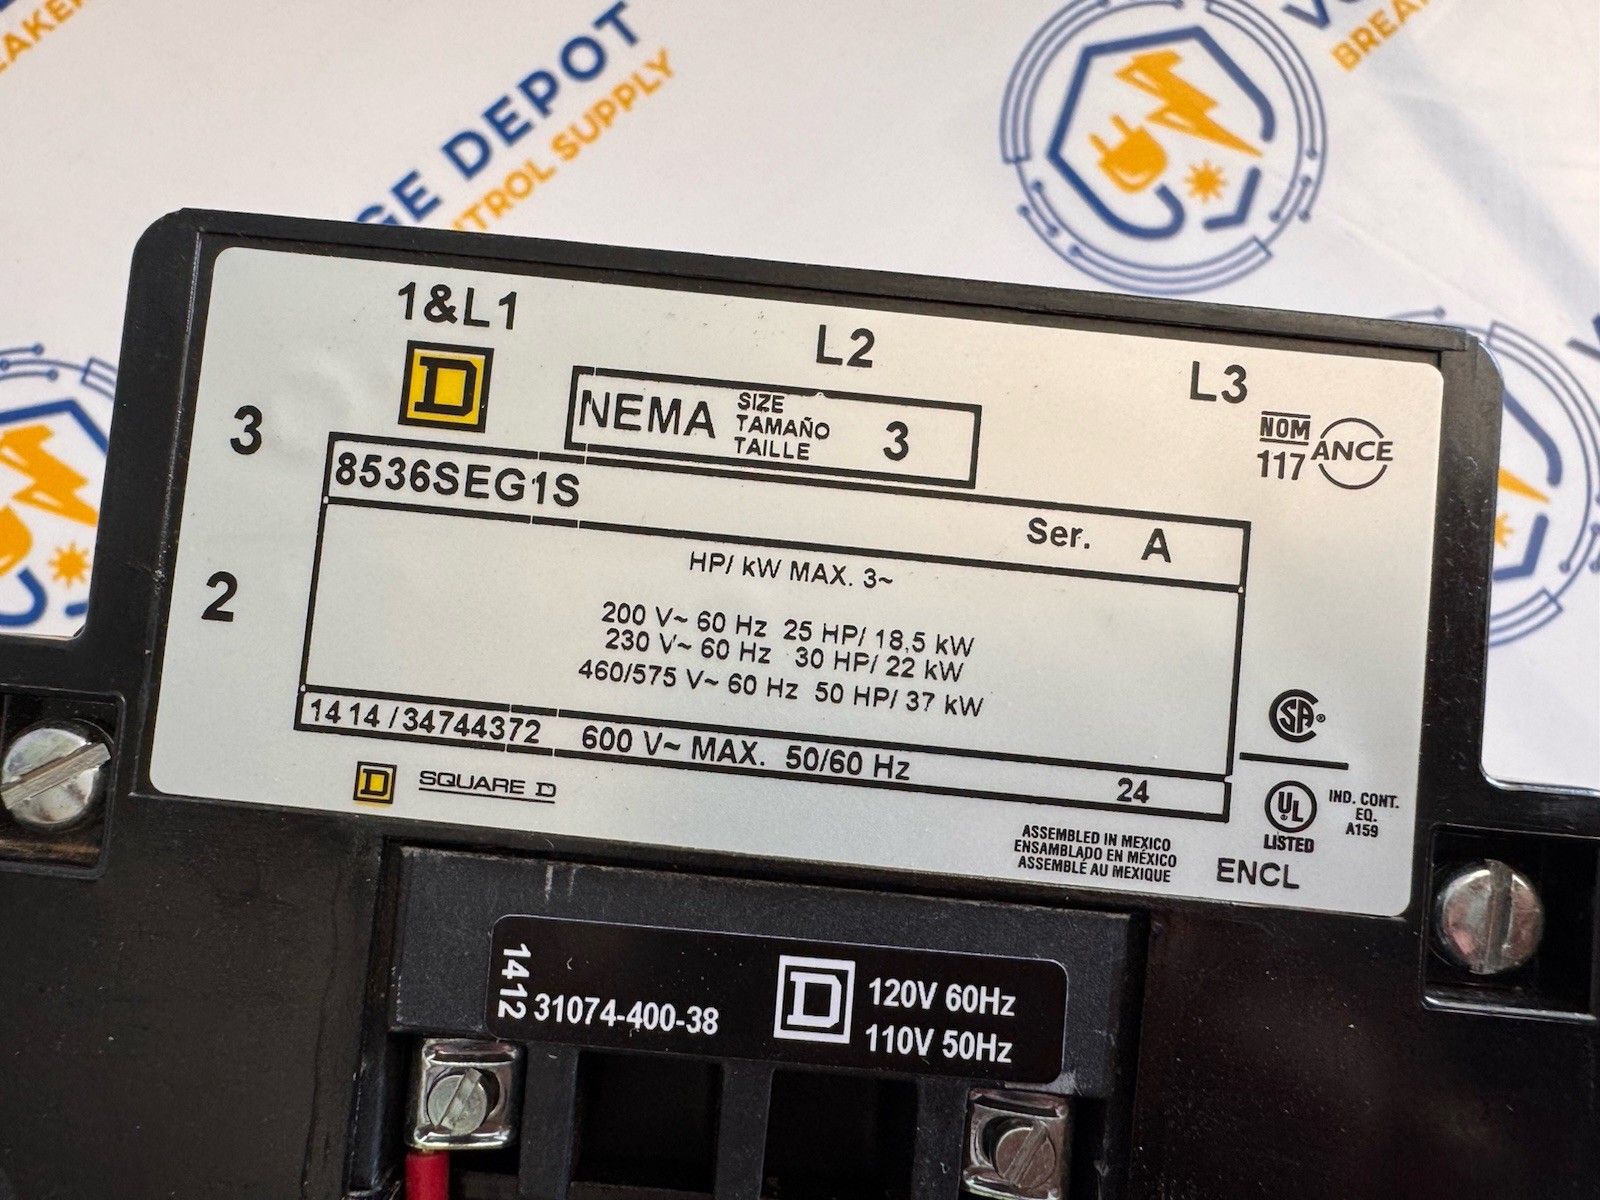 GE DEPOT
NTROL SUPPLY
1&L1
L2
L3
D
NEMA SIZE
TAMAÑO
TAILLE
3
NOM
117 ANCE
3
8536SEG1S
Ser. A
2
HP/ kW MAX. 3~
200 V~ 60 Hz 25 HP/ 18,5 kW
230 V~ 60 Hz 30 HP/ 22 kW
460/575 V~ 60 Hz 50 HP/ 37 kW
1414/34744372 600 V~ MAX. 50/60 Hz
24
D SQUARE D
SA®
UL
®
LISTED
IND. CONT.
EQ.
A159
ASSEMBLED IN MEXICO
ENSAMBLADO EN MÉXICO
ASSEMBLÉ AU MEXIQUE
ENCL
1412
31074-400-38
D
120V 60Hz
110V 50Hz